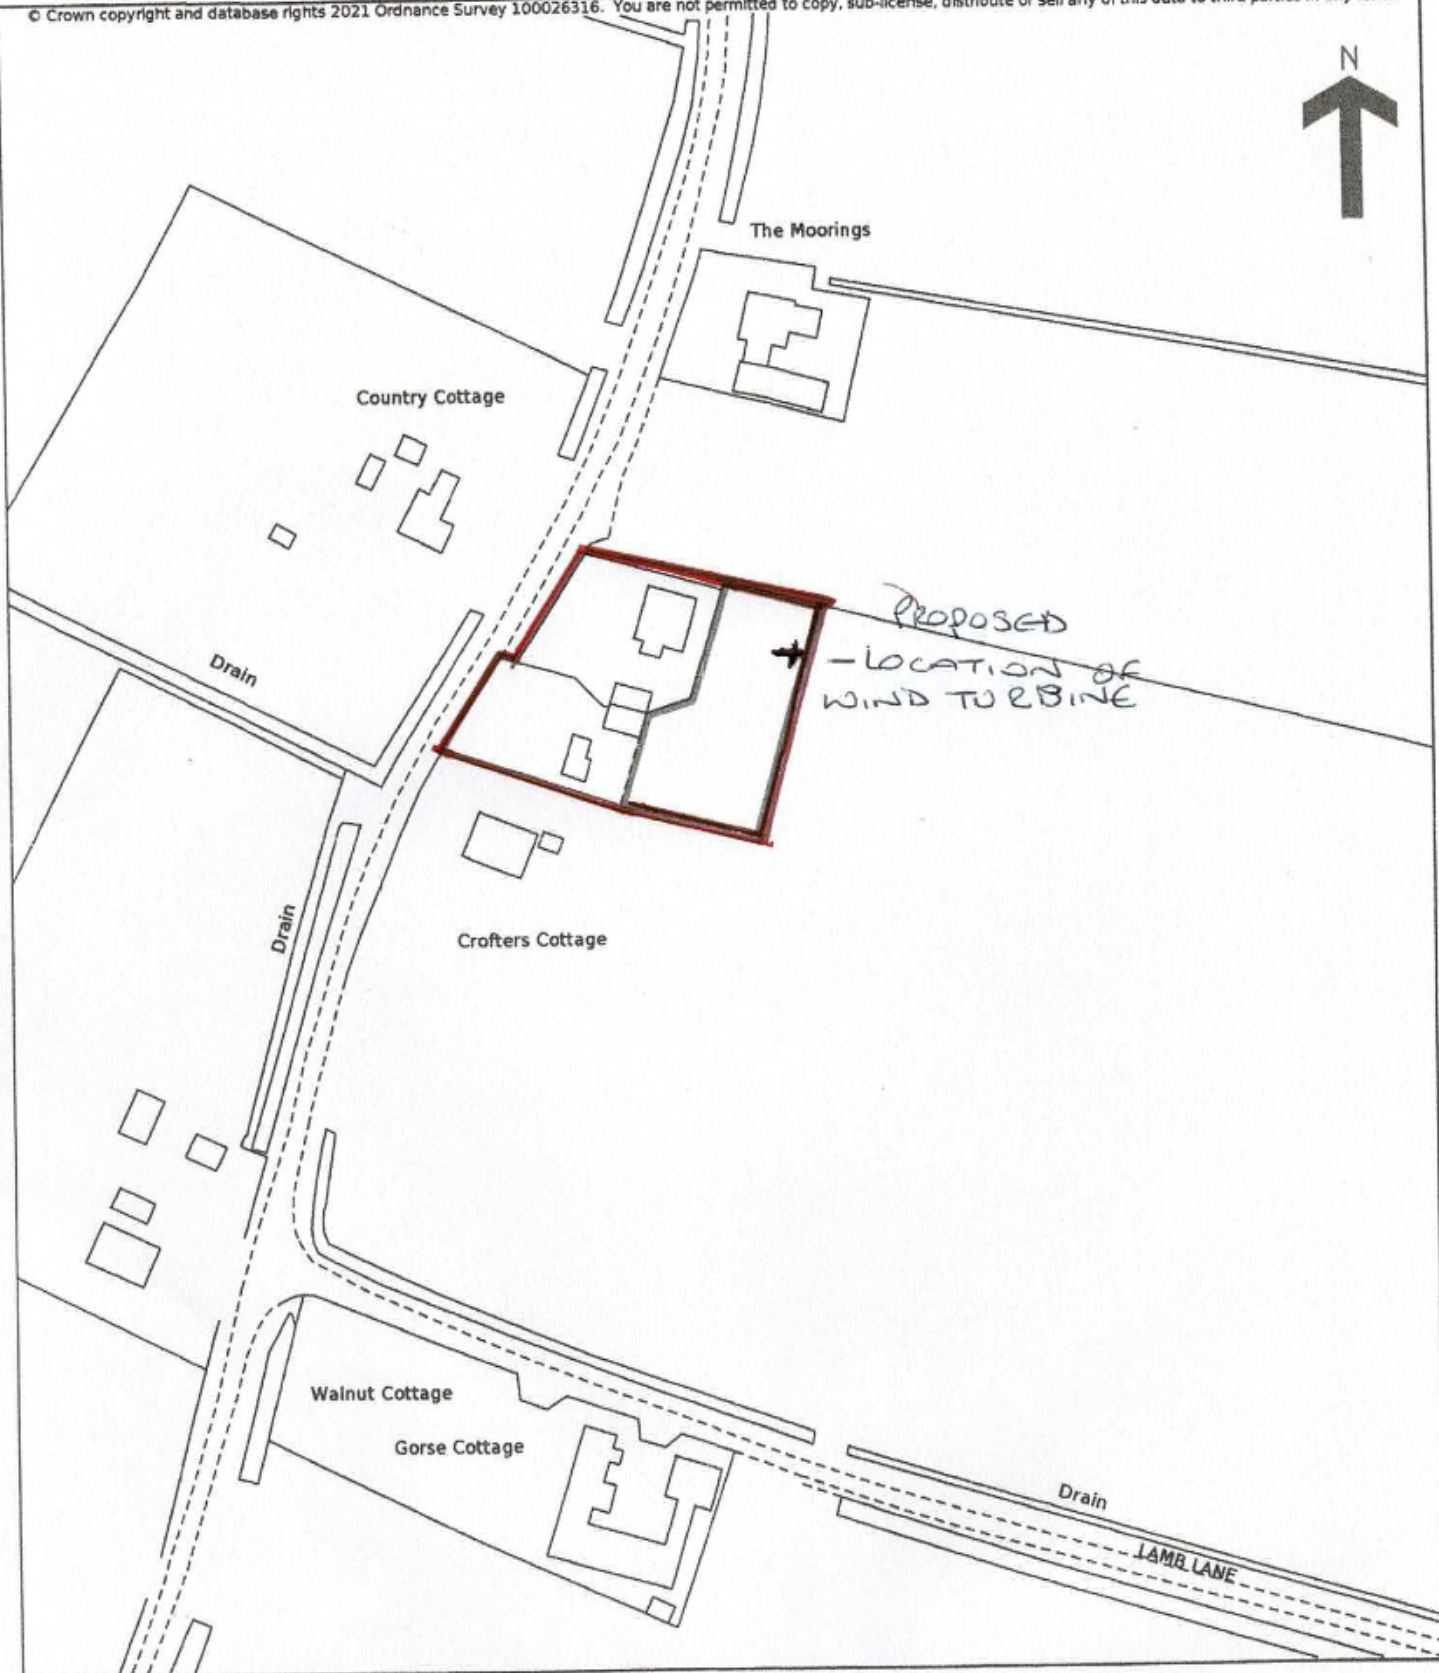 © Crown copyright and database rights 2021 Ordnance Survey 100026316. You are not permitted to copy, sub-license, distribute or sell any of this data to third parties in any form.
N
The Moorings
Country Cottage
PROPOSED
- LOCATION OF
WIND TURBINE
Drain
Drain
Crofters Cottage
Walnut Cottage
Gorse Cottage
Drain
LAMB LANE